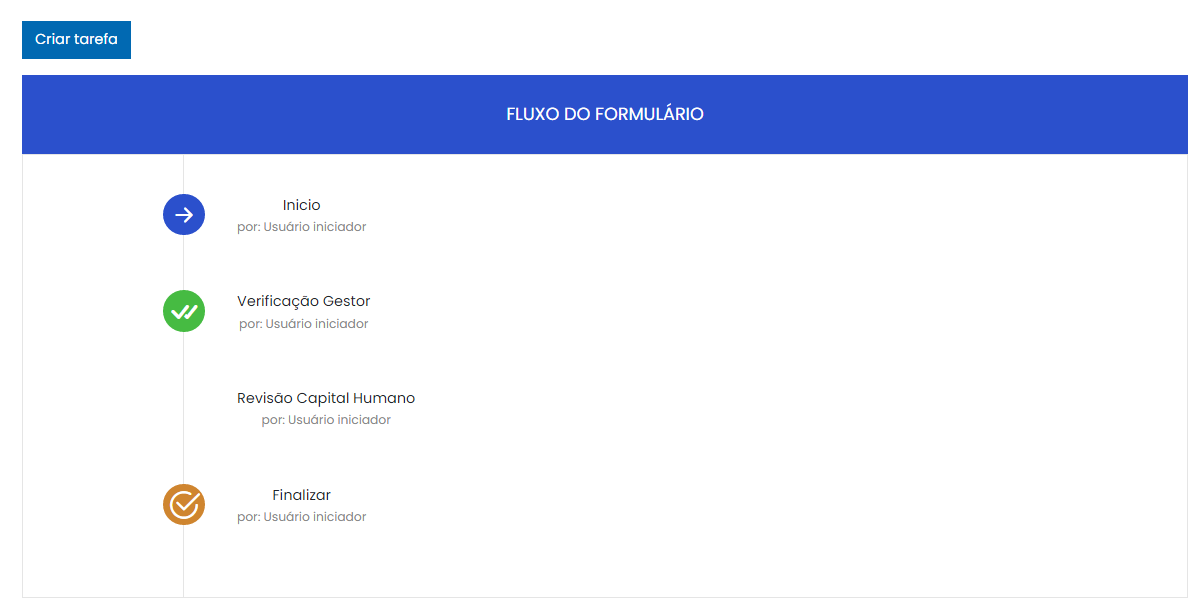 Criar tarefa
FLUXO DO FORMULÁRIO
Inicio
por: Usuário iniciador
Verificação Gestor
por: Usuário iniciador
Revisão Capital Humano
por: Usuário iniciador
Finalizar
por: Usuário iniciador